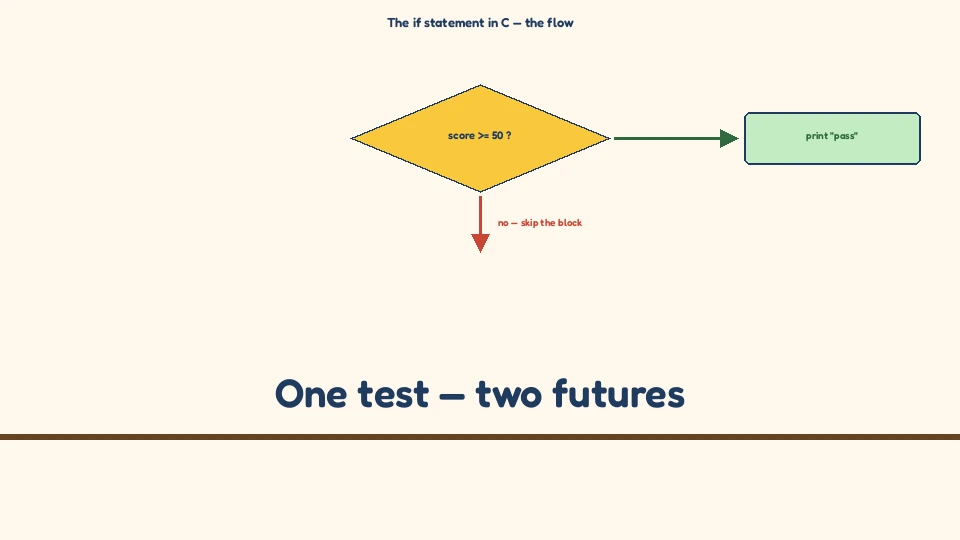 The if statement in C — the flow
score >= 50 ?
print "pass"
no — skip the block
One test — two futures